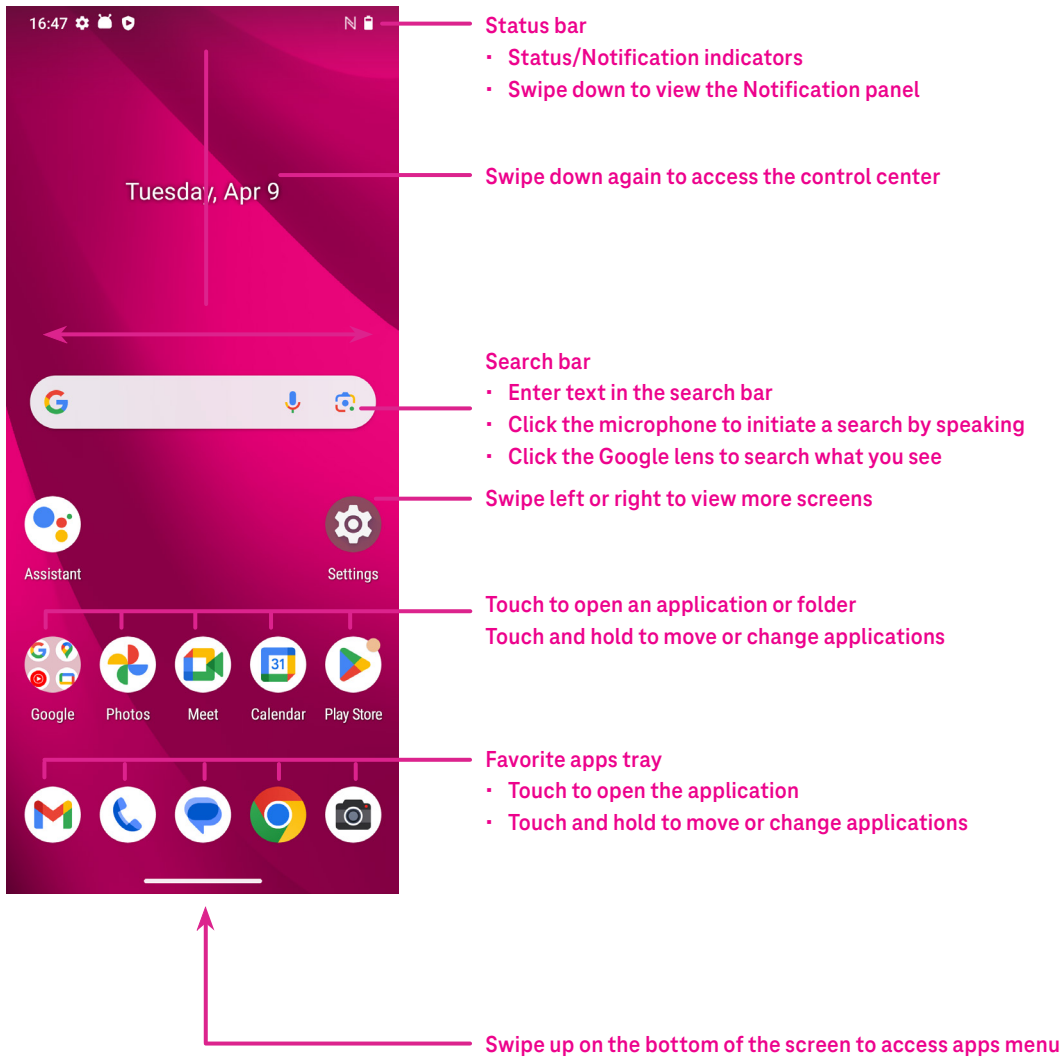 16:47
Status bar
· Status/Notification indicators
· Swipe down to view the Notification panel
Tuesday, Apr 9
Swipe down again to access the control center
Search bar
· Enter text in the search bar
· Click the microphone to initiate a search by speaking
· Click the Google lens to search what you see
Swipe left or right to view more screens
Assistant
Settings
Touch to open an application or folder
Touch and hold to move or change applications
31
Google Photos Meet Calendar Play Store
Favorite apps tray
· Touch to open the application
· Touch and hold to move or change applications
Swipe up on the bottom of the screen to access apps menu